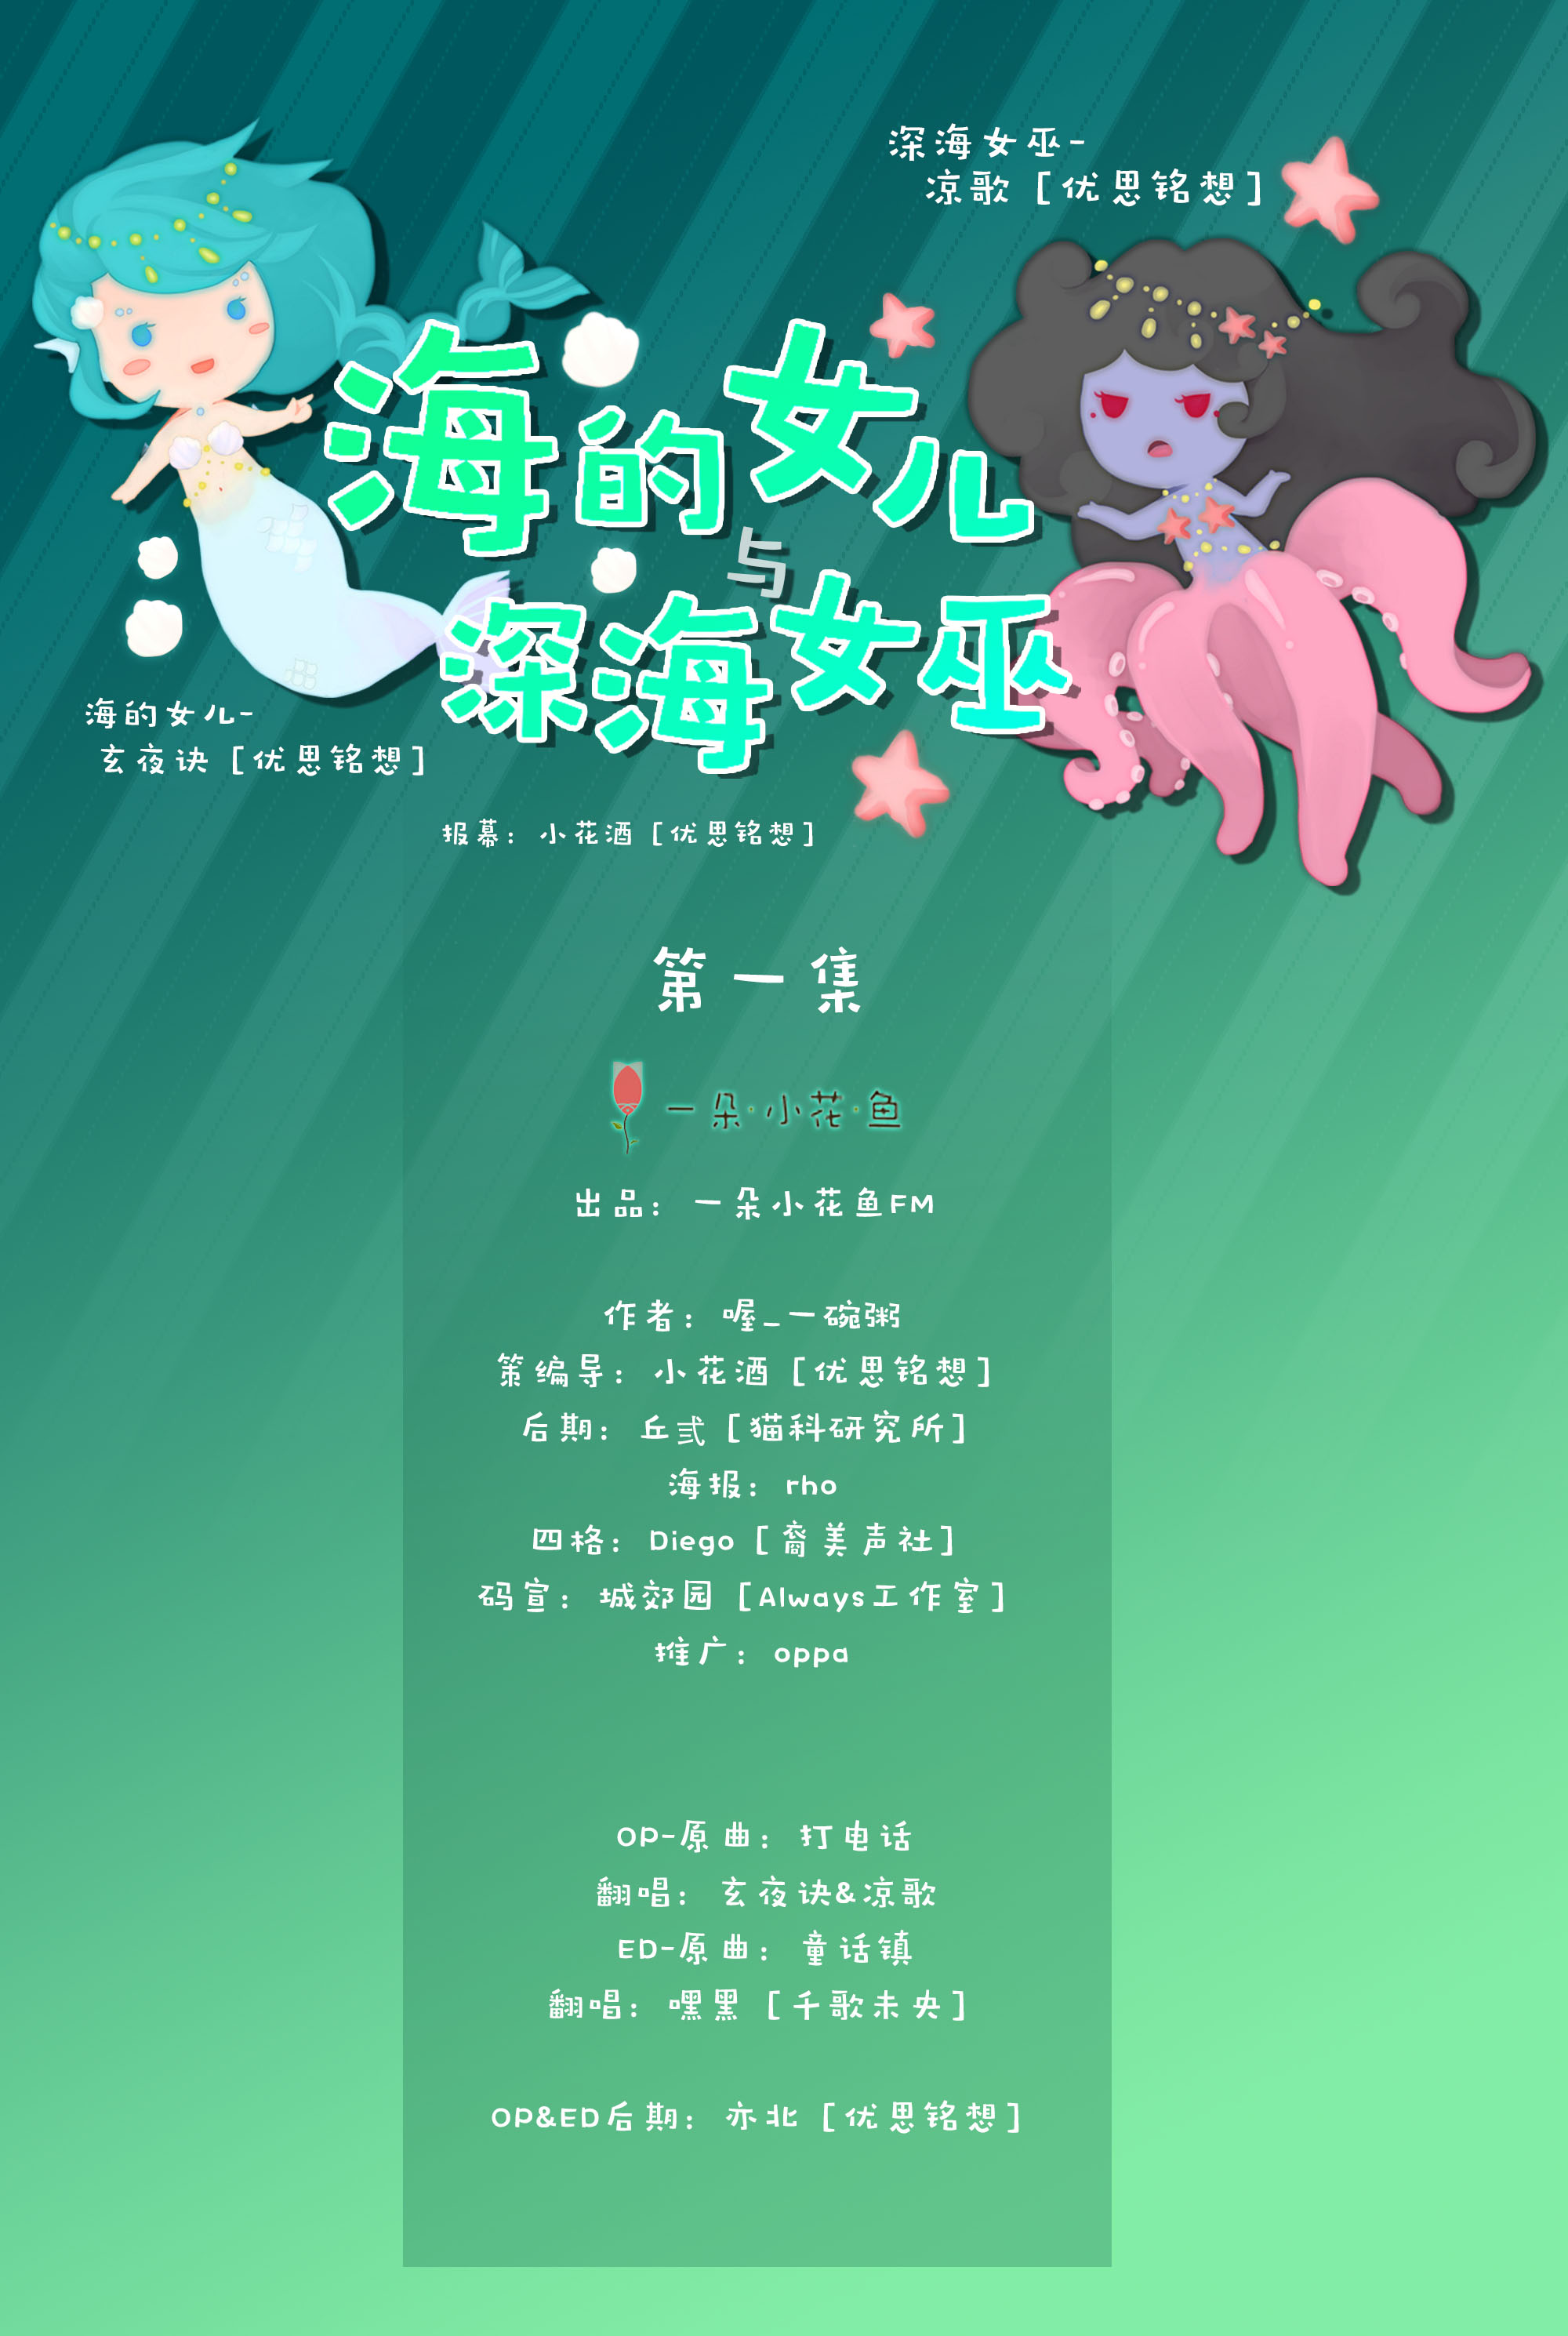 深海女巫-
凉歌［优思铭想］
海的女儿
与
深海女巫
海的女儿-
玄夜诀［优思铭想］
报幕：小花酒［优思铭想］
第一集
一朵·小花·鱼
出品：一朵小花鱼FM
作者：喔_一碗粥
策编导：小花酒［优思铭想］
后期：丘弎［猫科研究所］
海报：rho
四格：Diego［裔美声社］
码宣：城郊园［Always工作室］
推广：oppa
OP-原曲：打电话
翻唱：玄夜诀&凉歌
ED-原曲：童话镇
翻唱：嘿黑［千歌未央］
OP&ED后期：亦北［优思铭想］